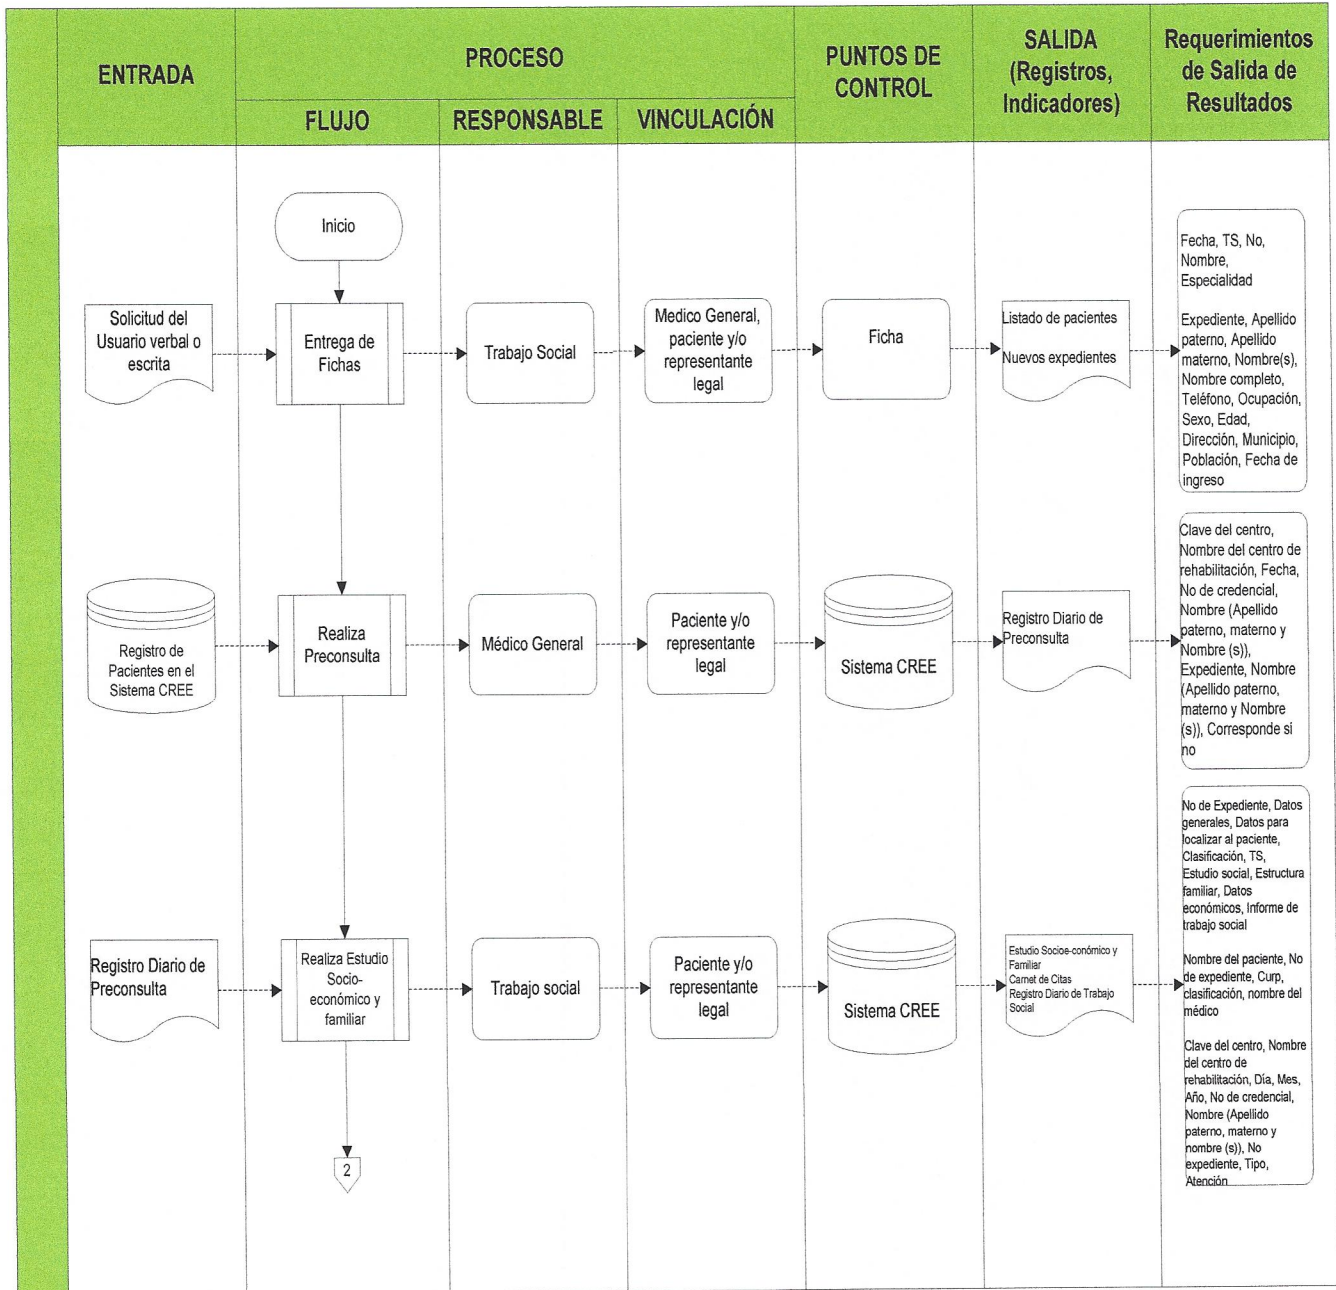 ENTRADA
PROCESO
FLUJO
RESPONSABLE
VINCULACIÓN
PUNTOS DE
CONTROL
SALIDA
(Registros,
Indicadores)
Requerimientos
de Salida de
Resultados
Inicio
Solicitud del
Usuario verbal o
escrita
Entrega de
Fichas
Trabajo Social
Medico General,
paciente y/o
representante
legal
Ficha
Listado de pacientes
Nuevos expedientes
Fecha, TS, No,
Nombre,
Especialidad
Expediente, Apellido
paterno, Apellido
materno, Nombre(s),
Nombre completo,
Teléfono, Ocupación,
Sexo, Edad,
Dirección, Municipio,
Población, Fecha de
ingreso
Registro de
Pacientes en el
Sistema CREE
Realiza
Preconsulta
Médico General
Paciente y/o
representante
legal
Sistema CREE
Registro Diario de
Preconsulta
Clave del centro,
Nombre del centro de
rehabilitación, Fecha,
No de credencial,
Nombre (Apellido
paterno, materno y
Nombre (s)),
Expediente, Nombre
(Apellido paterno,
materno y Nombre
(s)), Corresponde si
no
Registro Diario de
Preconsulta
Realiza Estudio
Socio-
económico y
familiar
Trabajo social
Paciente y/o
representante
legal
Sistema CREE
Estudio Socio-económico y
Familiar
Carnet de Citas
Registro Diario de Trabajo
Social
No de Expediente, Datos
generales, Datos para
localizar al paciente,
Clasificación, TS,
Estudio social, Estructura
familiar, Datos
económicos, Informe de
trabajo social
Nombre del paciente, No
de expediente, Curp,
clasificación, nombre del
médico
Clave del centro, Nombre
del centro de
rehabilitación, Día, Mes,
Año, No de credencial,
Nombre (Apellido
paterno, materno y
nombre (s)), No
expediente, Tipo,
Atención
2